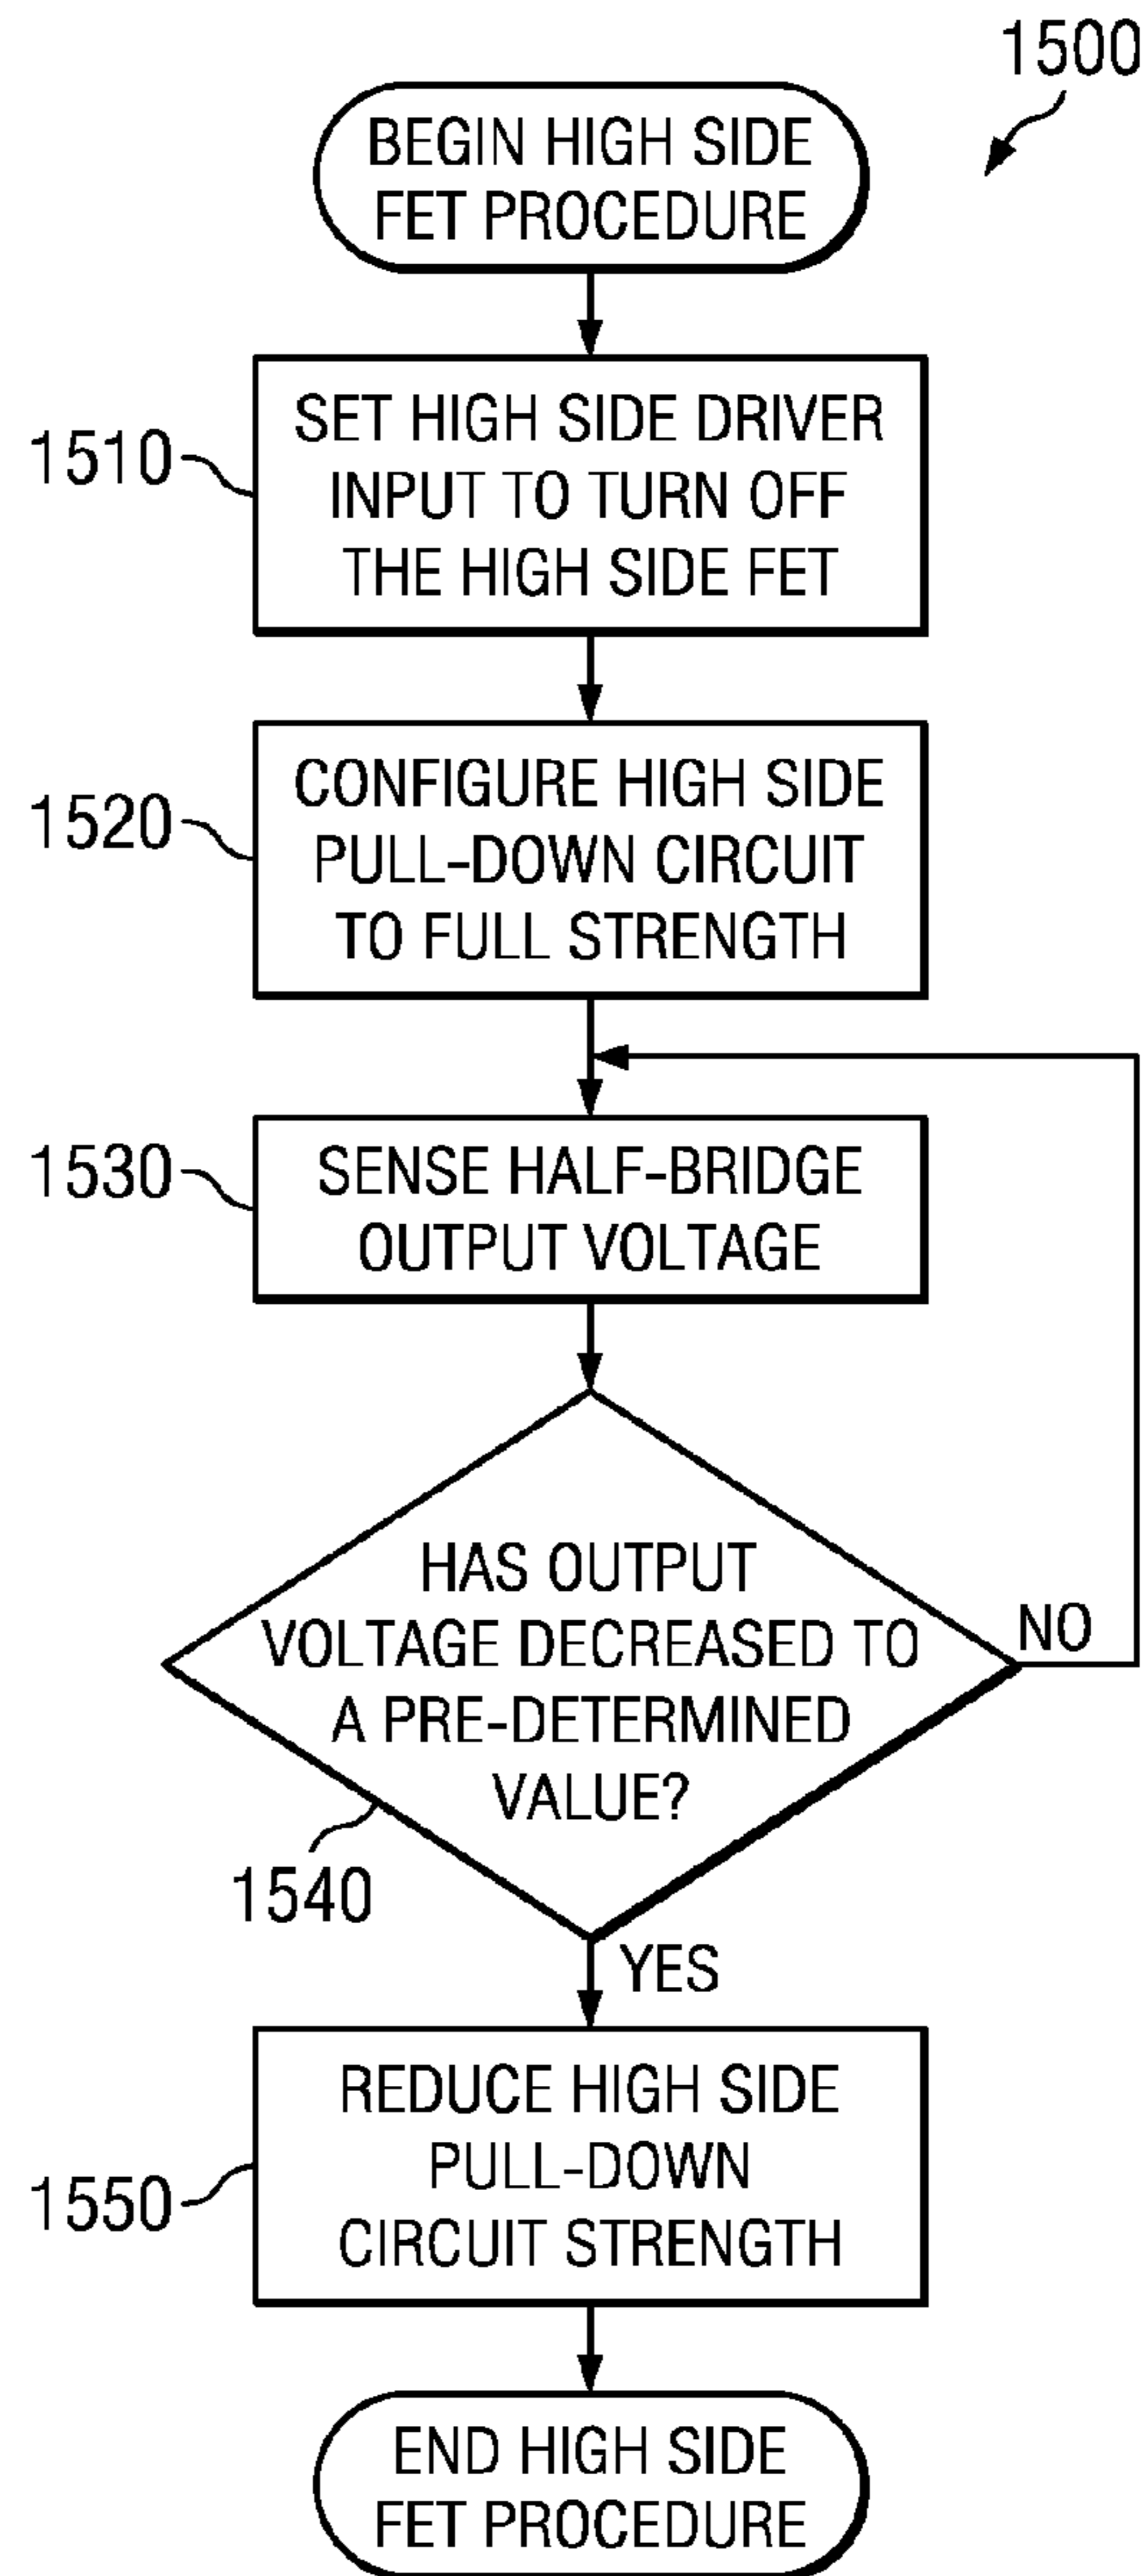 1500
BEGIN HIGH SIDE
FET PROCEDURE
1510
SET HIGH SIDE DRIVER
INPUT TO TURN OFF
THE HIGH SIDE FET
1520
CONFIGURE HIGH SIDE
PULL-DOWN CIRCUIT
TO FULL STRENGTH
1530
SENSE HALF-BRIDGE
OUTPUT VOLTAGE
HAS OUTPUT
VOLTAGE DECREASED TO
A PRE-DETERMINED
VALUE?
NO
1540
YES
1550
REDUCE HIGH SIDE
PULL-DOWN
CIRCUIT STRENGTH
END HIGH SIDE
FET PROCEDURE